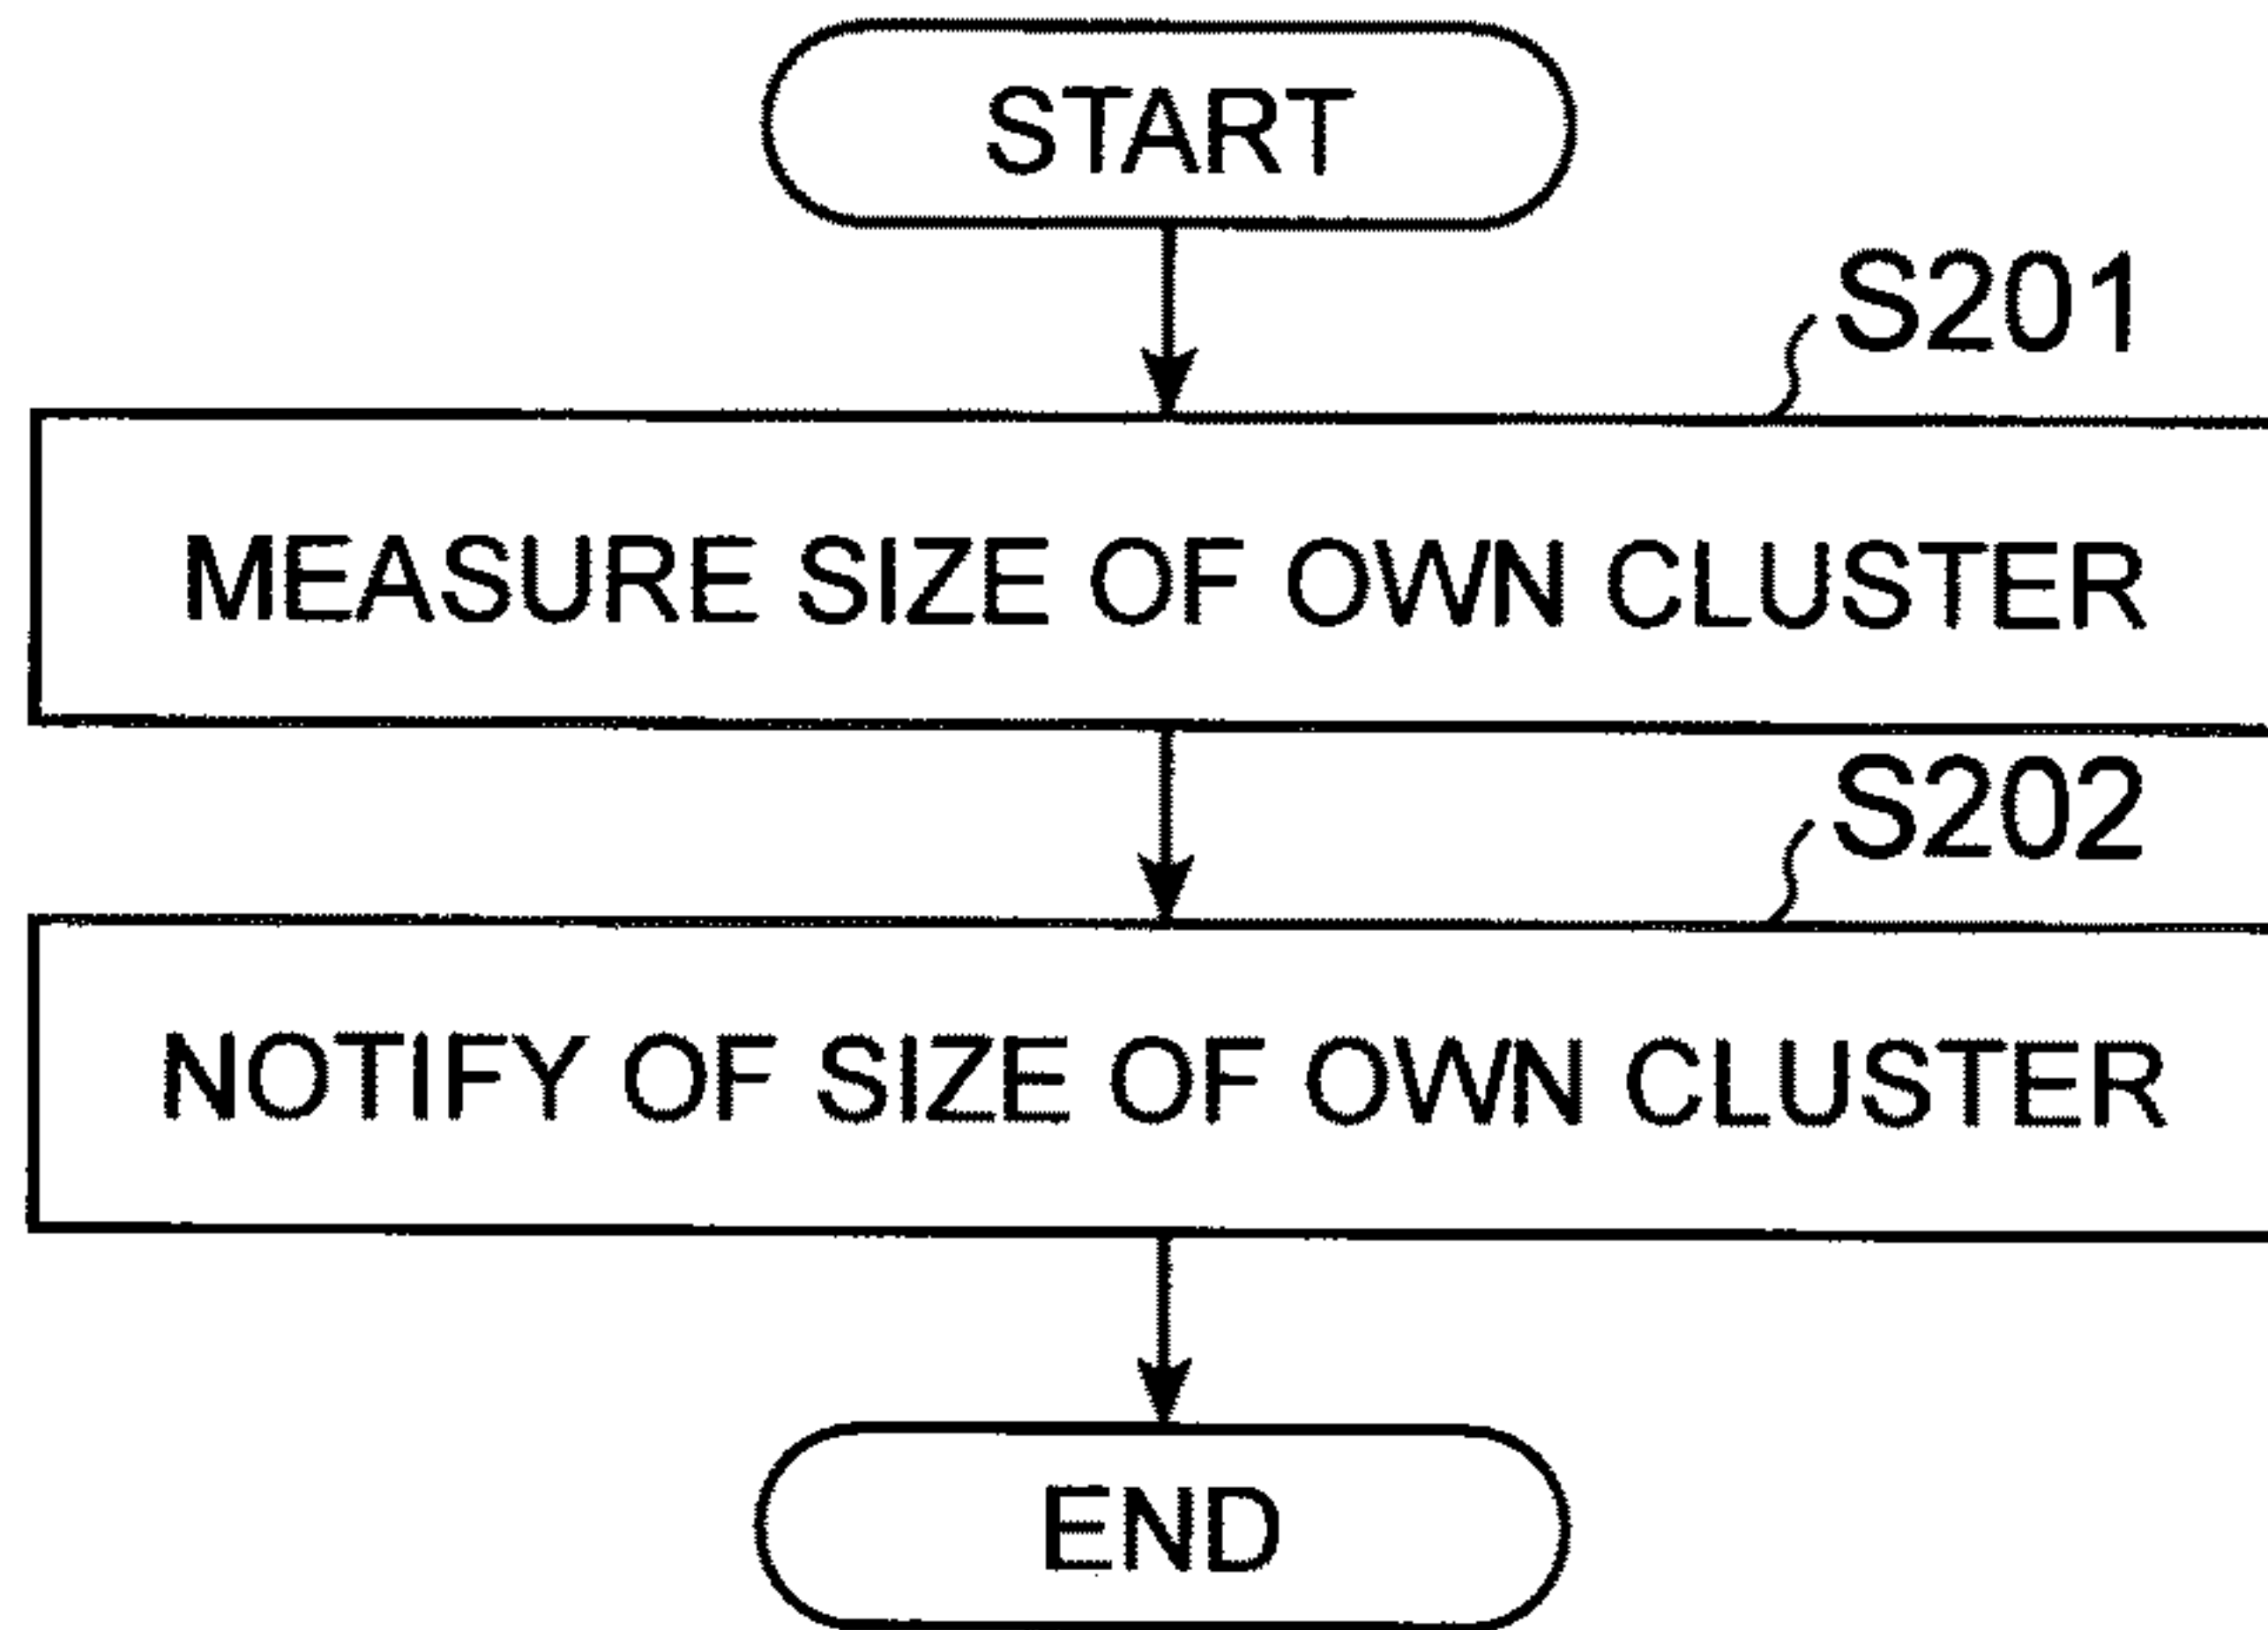 START
S201
MEASURE SIZE OF OWN CLUSTER
S202
NOTIFY OF SIZE OF OWN CLUSTER
END